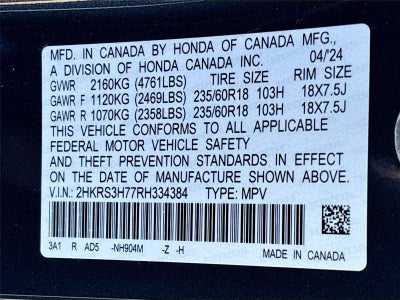 MFD. IN CANADA BY HONDA OF CANADA MFG.,
A DIVISION OF HONDA CANADA INC. 04/'24
GVWR 2160KG (4761LBS) TIRE SIZE RIM SIZE
GAWR F 1120KG (2469LBS) 235/60R18 103H 18X7.5J
GAWR R 1070KG (2358LBS) 235/60R18 103H 18X7.5J
THIS VEHICLE CONFORMS TO ALL APPLICABLE
FEDERAL MOTOR VEHICLE SAFETY
AND THEFT PREVENTION STANDARDS IN EFFECT
ON THE DATE OF MANUFACTURE SHOWN ABOVE.
V.I.N.: 2HKRS3H77RH334384 TYPE: MPV
3A1 R AD5 -NH904M -Z -H MADE IN CANADA